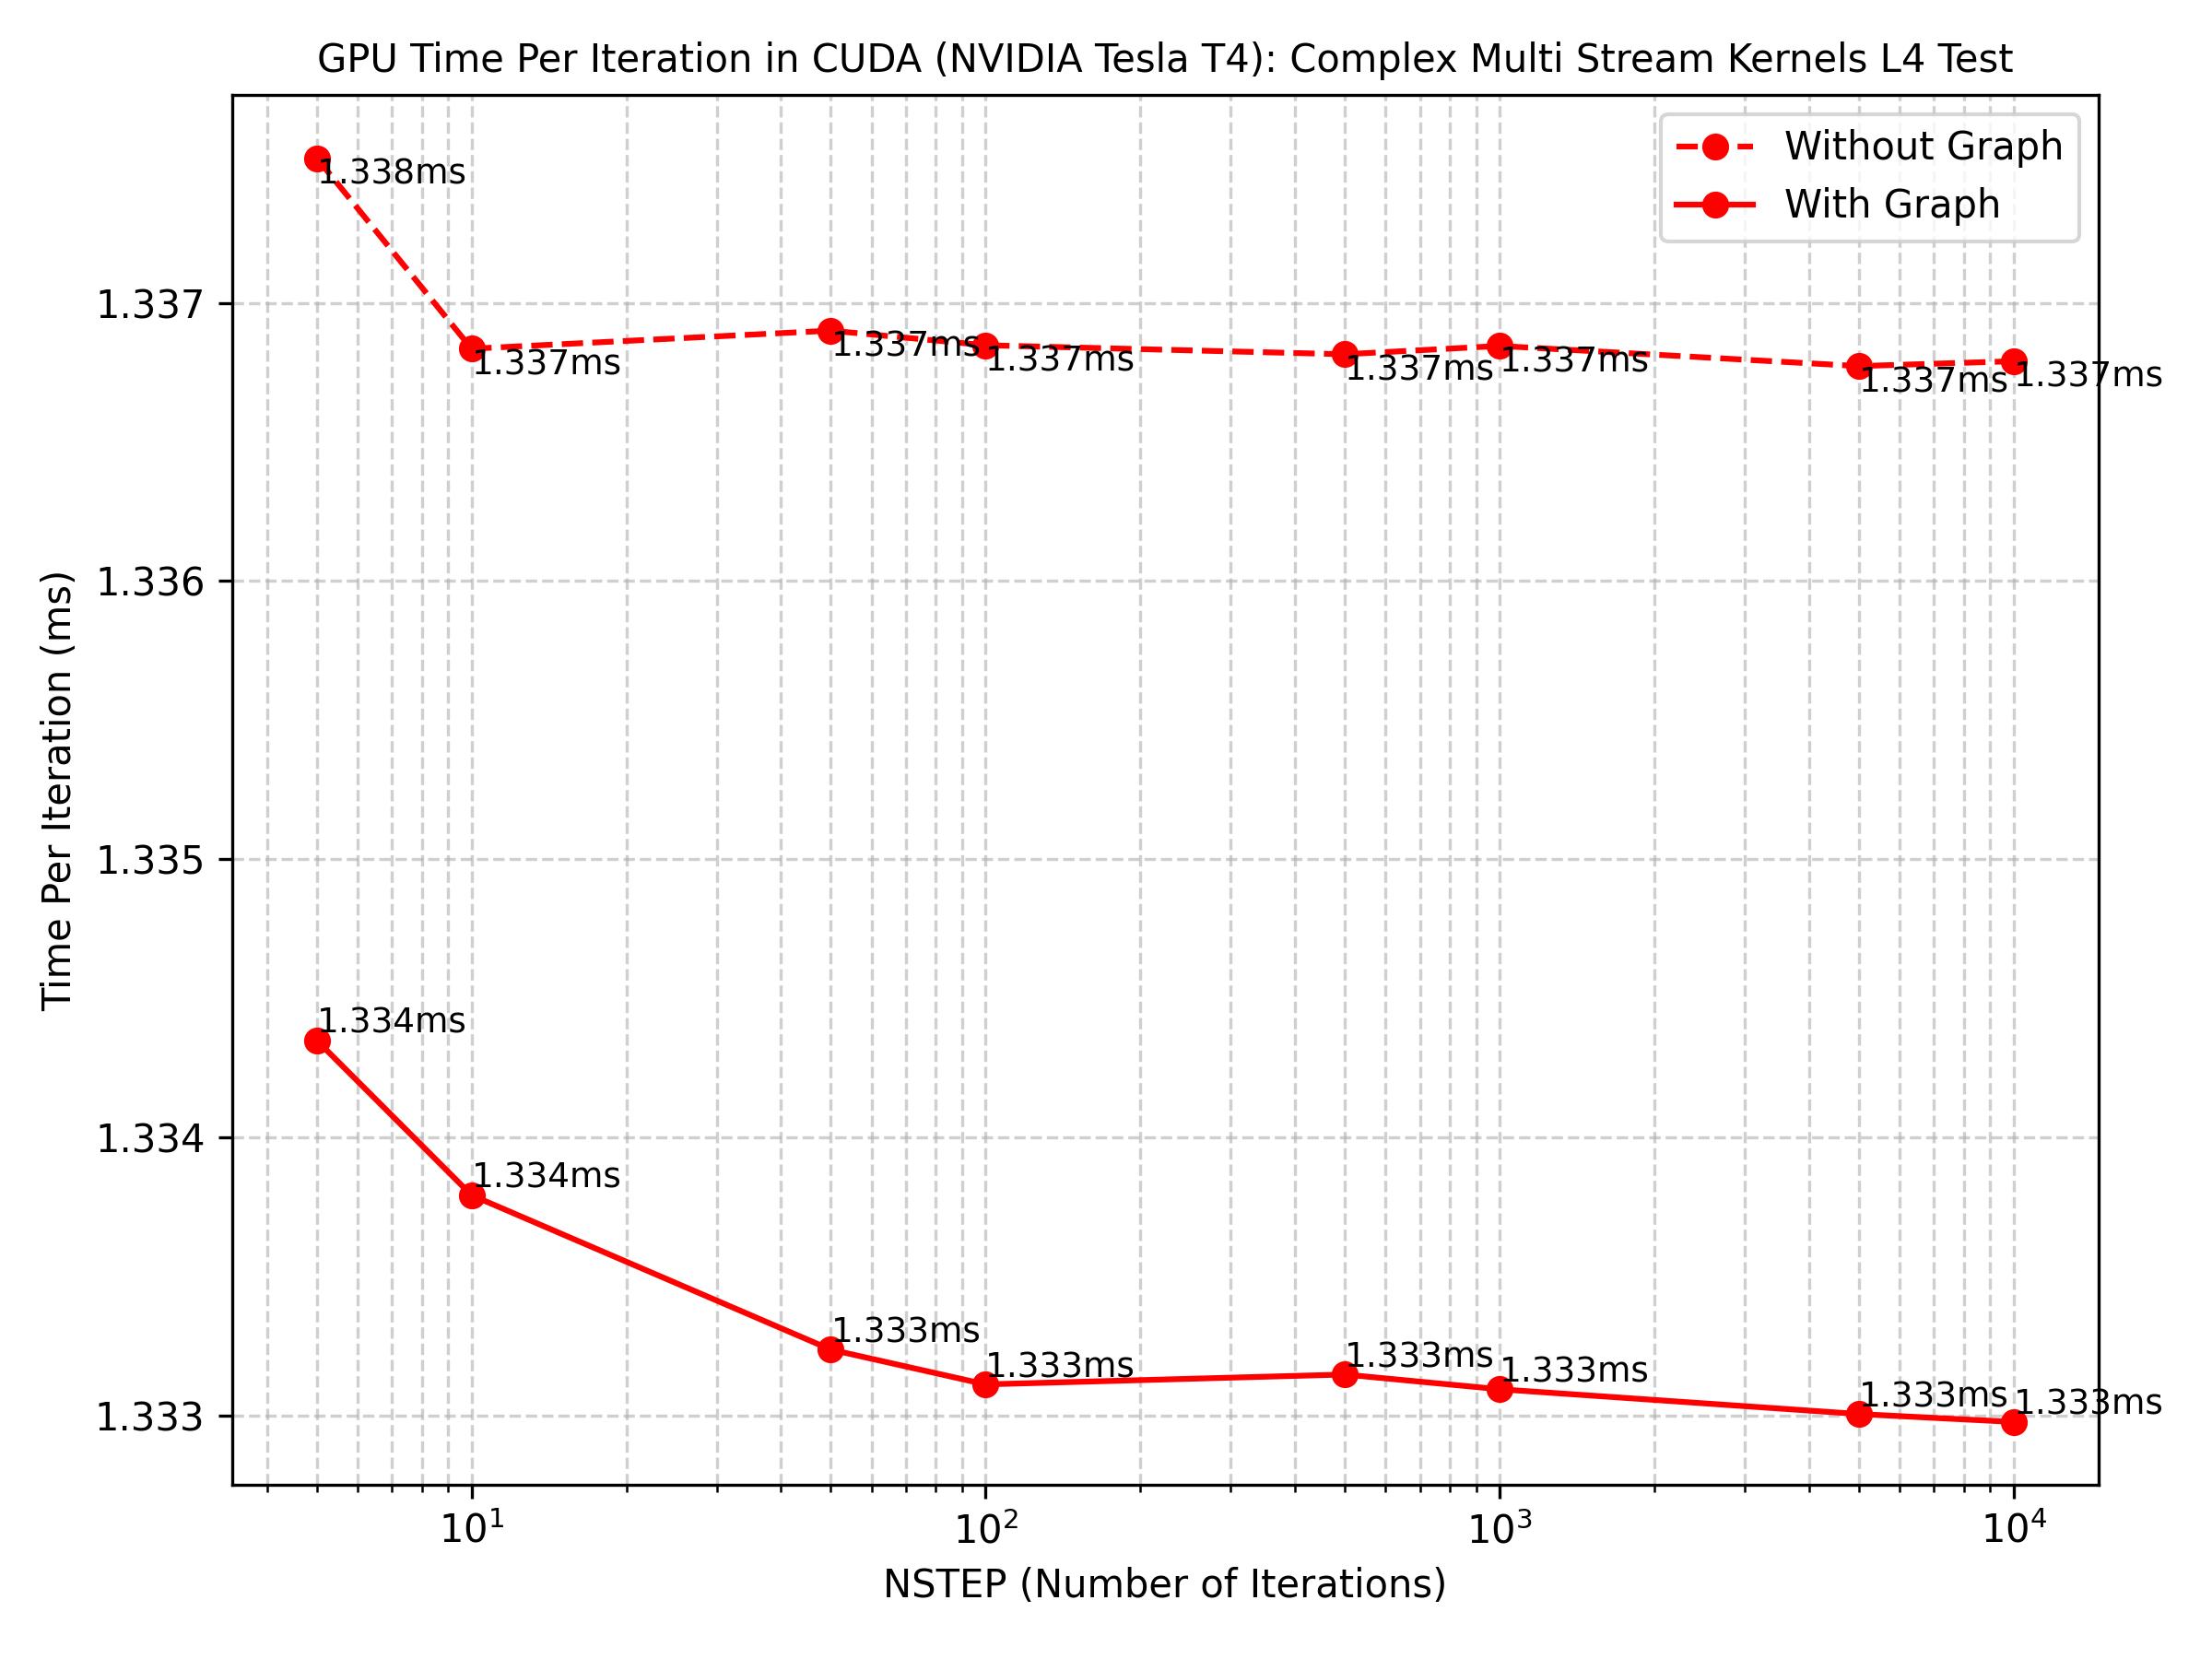 GPU Time Per Iteration in CUDA (NVIDIA Tesla T4): Complex Multi Stream Kernels L4 Test
Without Graph
With Graph
1.338ms
1.337ms
1.337ms
1.337ms
1.337ms
1.337ms
1.337ms
1.337ms
1.334ms
1.334ms
1.333ms
1.333ms
1.333ms
1.333ms
1.333ms
1.333ms
1.337
1.336
1.335
1.334
1.333
Time Per Iteration (ms)
10¹
10²
10³
10⁴
NSTEP (Number of Iterations)